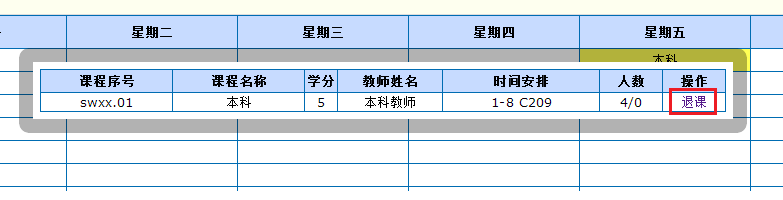 星期二 星期三 星期四 星期五
本科
课程序号 课程名称 学分 教师姓名 时间安排 人数 操作
swxx.01 本科 5 本科教师 1-8 C209 4/0 退课